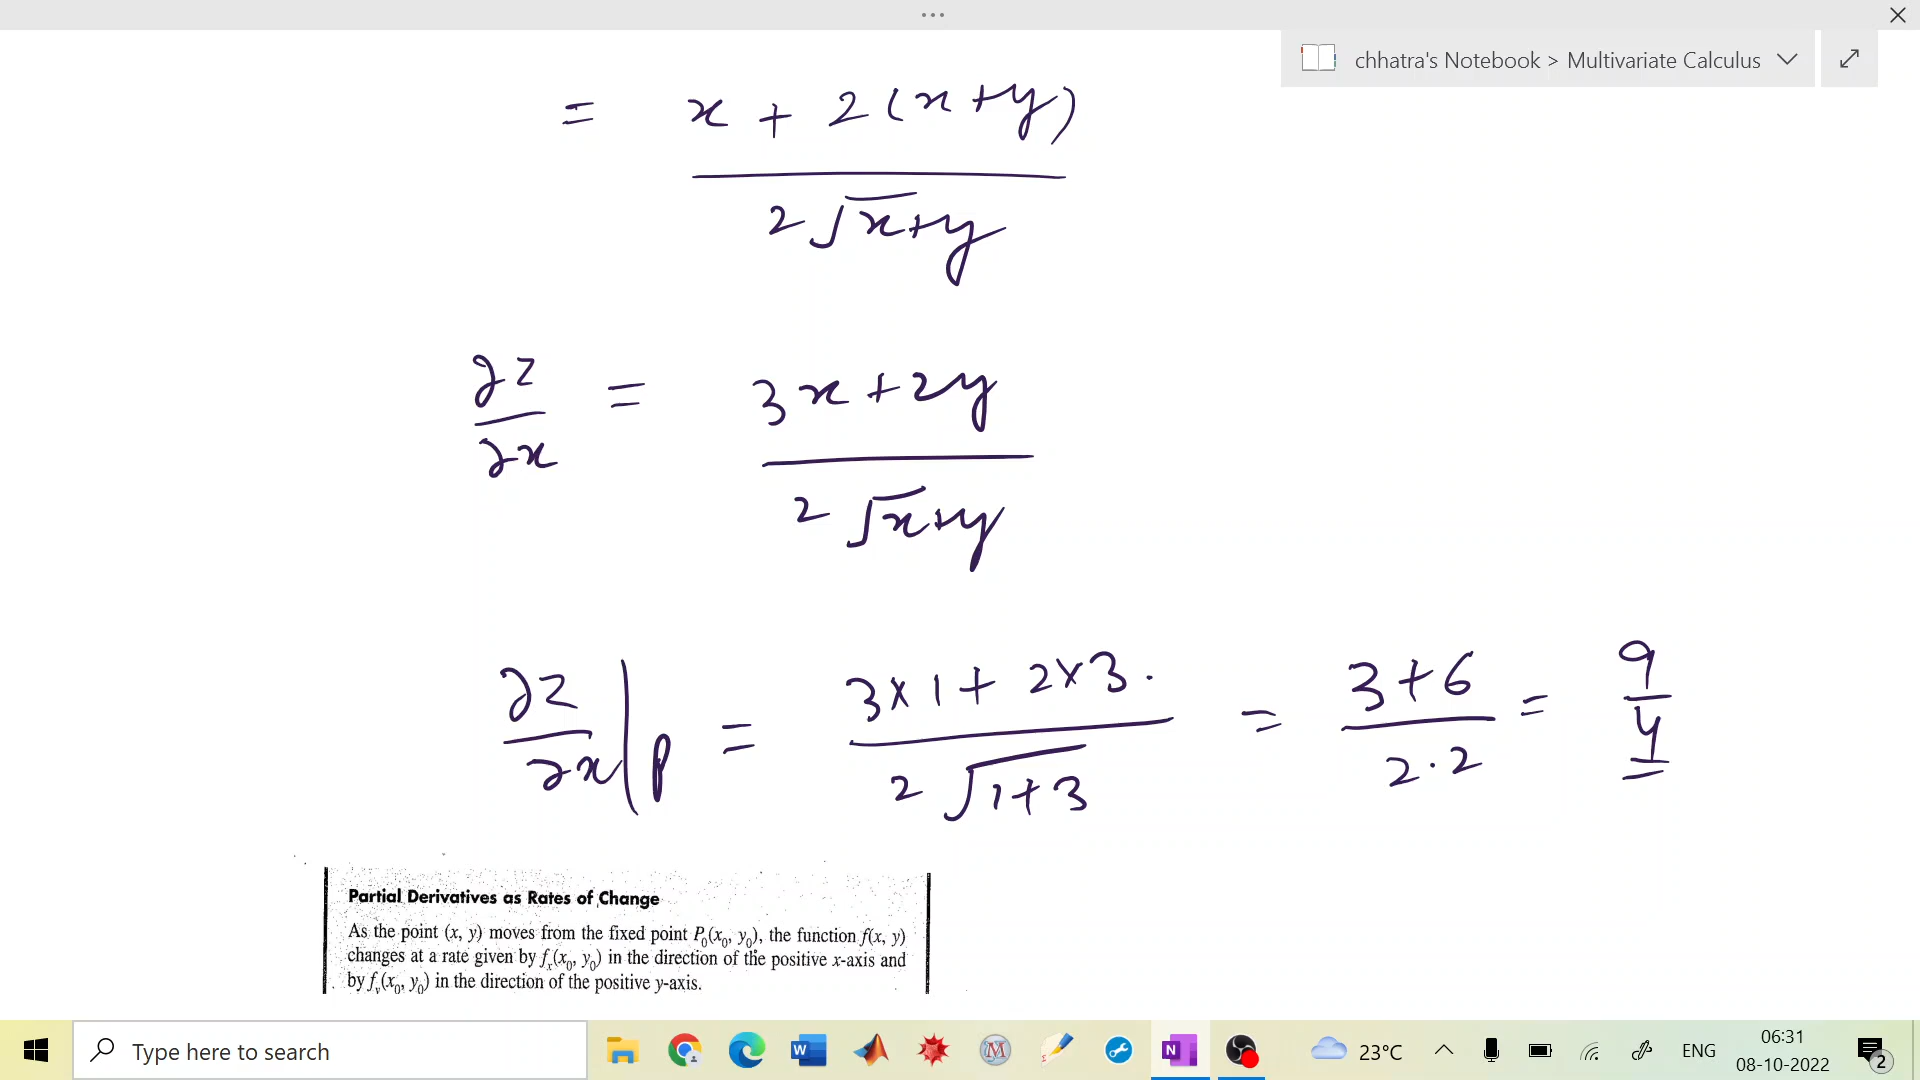 chhatra's Notebook > Multivariate Calculus
= x + 2(x+y) / 2√x+y
∂z/∂x = 3x+2y / 2√x+y
∂z/∂x|p = 3×1+2×3. / 2√1+3 = 3+6 / 2·2 = 9/4
Partial Derivatives as Rates of Change
As the point (x, y) moves from the fixed point P₀(x₀, y₀), the function f(x, y)
changes at a rate given by fₓ(x₀, y₀) in the direction of the positive x-axis and
by f_y(x₀, y₀) in the direction of the positive y-axis.
Type here to search
23°C
ENG
06:31
08-10-2022
2